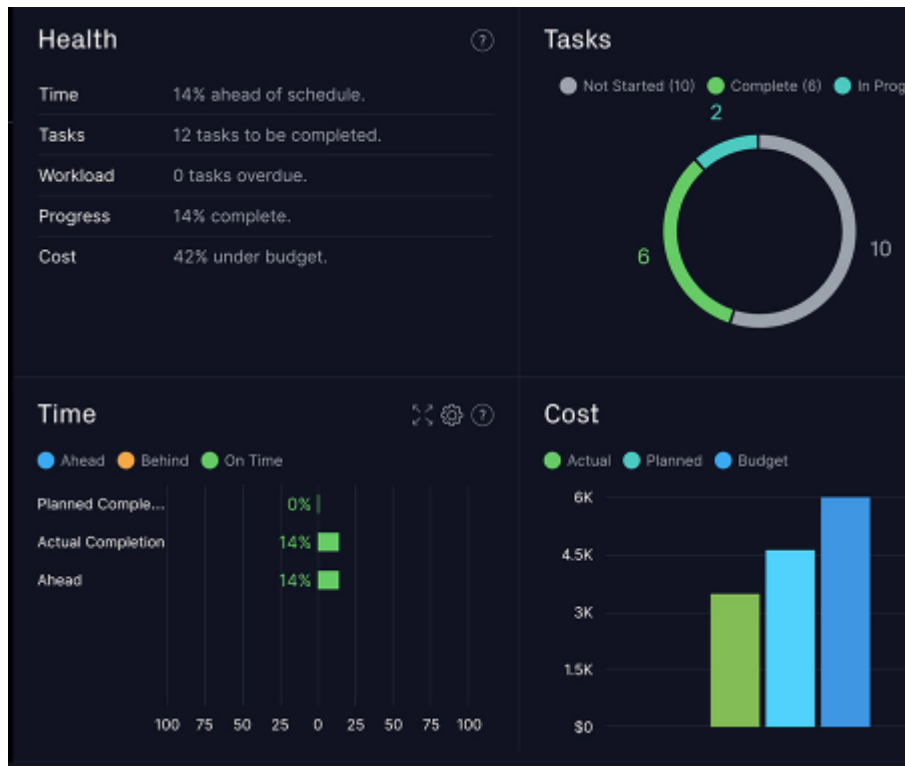 Health
Time 14% ahead of schedule.
Tasks 12 tasks to be completed.
Workload 0 tasks overdue.
Progress 14% complete.
Cost 42% under budget.
Tasks
Not Started (10) Complete (6) In Prog
2
6
10
Time
Ahead Behind On Time
Planned Comple... 0%
Actual Completion 14%
Ahead 14%
100 75 50 25 0 25 50 75 100
Cost
Actual Planned Budget
6K
4.5K
3K
1.5K
$0